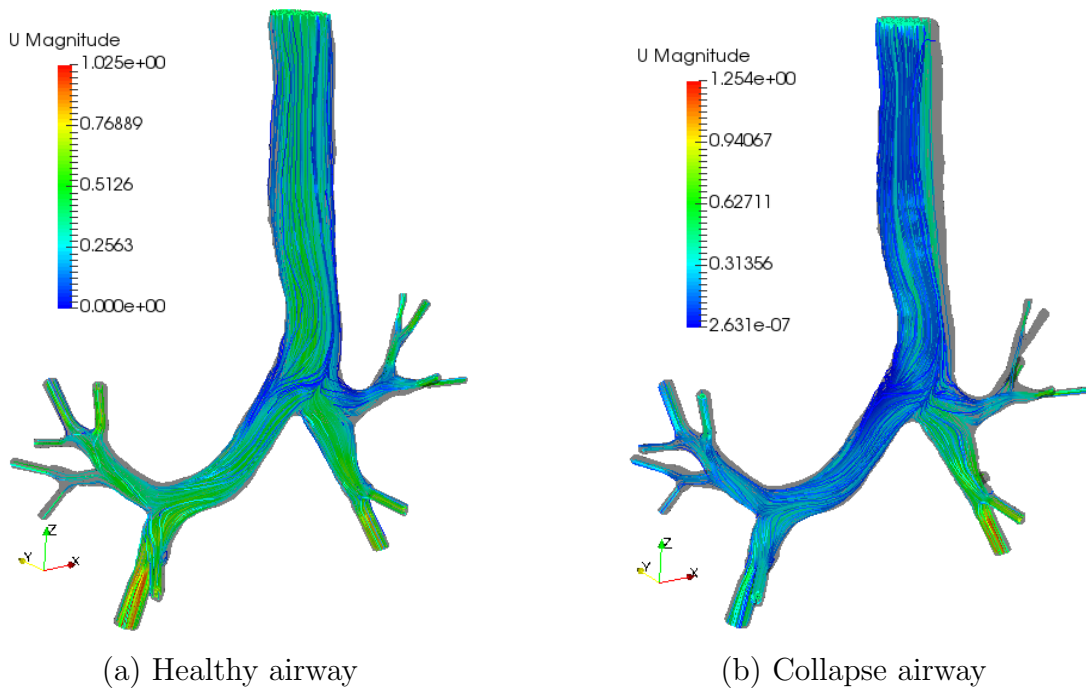 U Magnitude
1.025e+00
0.76889
0.5126
0.2563
0.000e+00
Z
Y
X
(a) Healthy airway
U Magnitude
1.254e+00
0.94067
0.62711
0.31356
2.631e-07
Z
Y
X
(b) Collapse airway